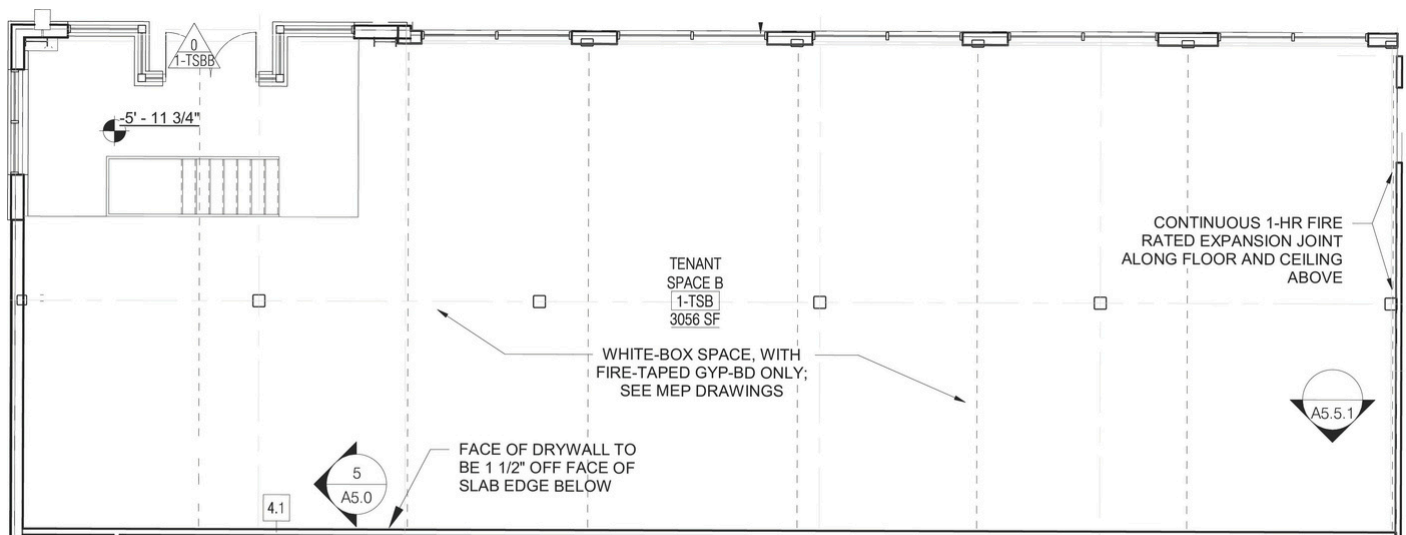 0
1-TSBB
-5' - 11 3/4"
CONTINUOUS 1-HR FIRE
RATED EXPANSION JOINT
ALONG FLOOR AND CEILING
ABOVE
TENANT
SPACE B
1-TSB
3056 SF
WHITE-BOX SPACE, WITH
FIRE-TAPED GYP-BD ONLY;
SEE MEP DRAWINGS
A5.5.1
FACE OF DRYWALL TO
BE 1 1/2" OFF FACE OF
SLAB EDGE BELOW
5
A5.0
4.1